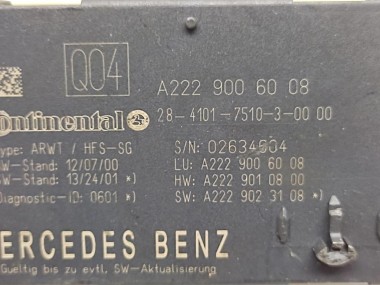 Q04
A222 900 60 08
Continental
28-4101-7510-3-00 00
Type: ARWT / HFS-SG
S/N: 02634504
HW-Stand: 12/07/00
LU: A222 900 60 08
SW-Stand: 13/24/01 *)
HW: A222 901 08 00
Diagnostic-ID: 0601 *)
SW: A222 902 31 08 *)
MERCEDES BENZ
Gueltig bis zu evtl. SW-Aktualisierung